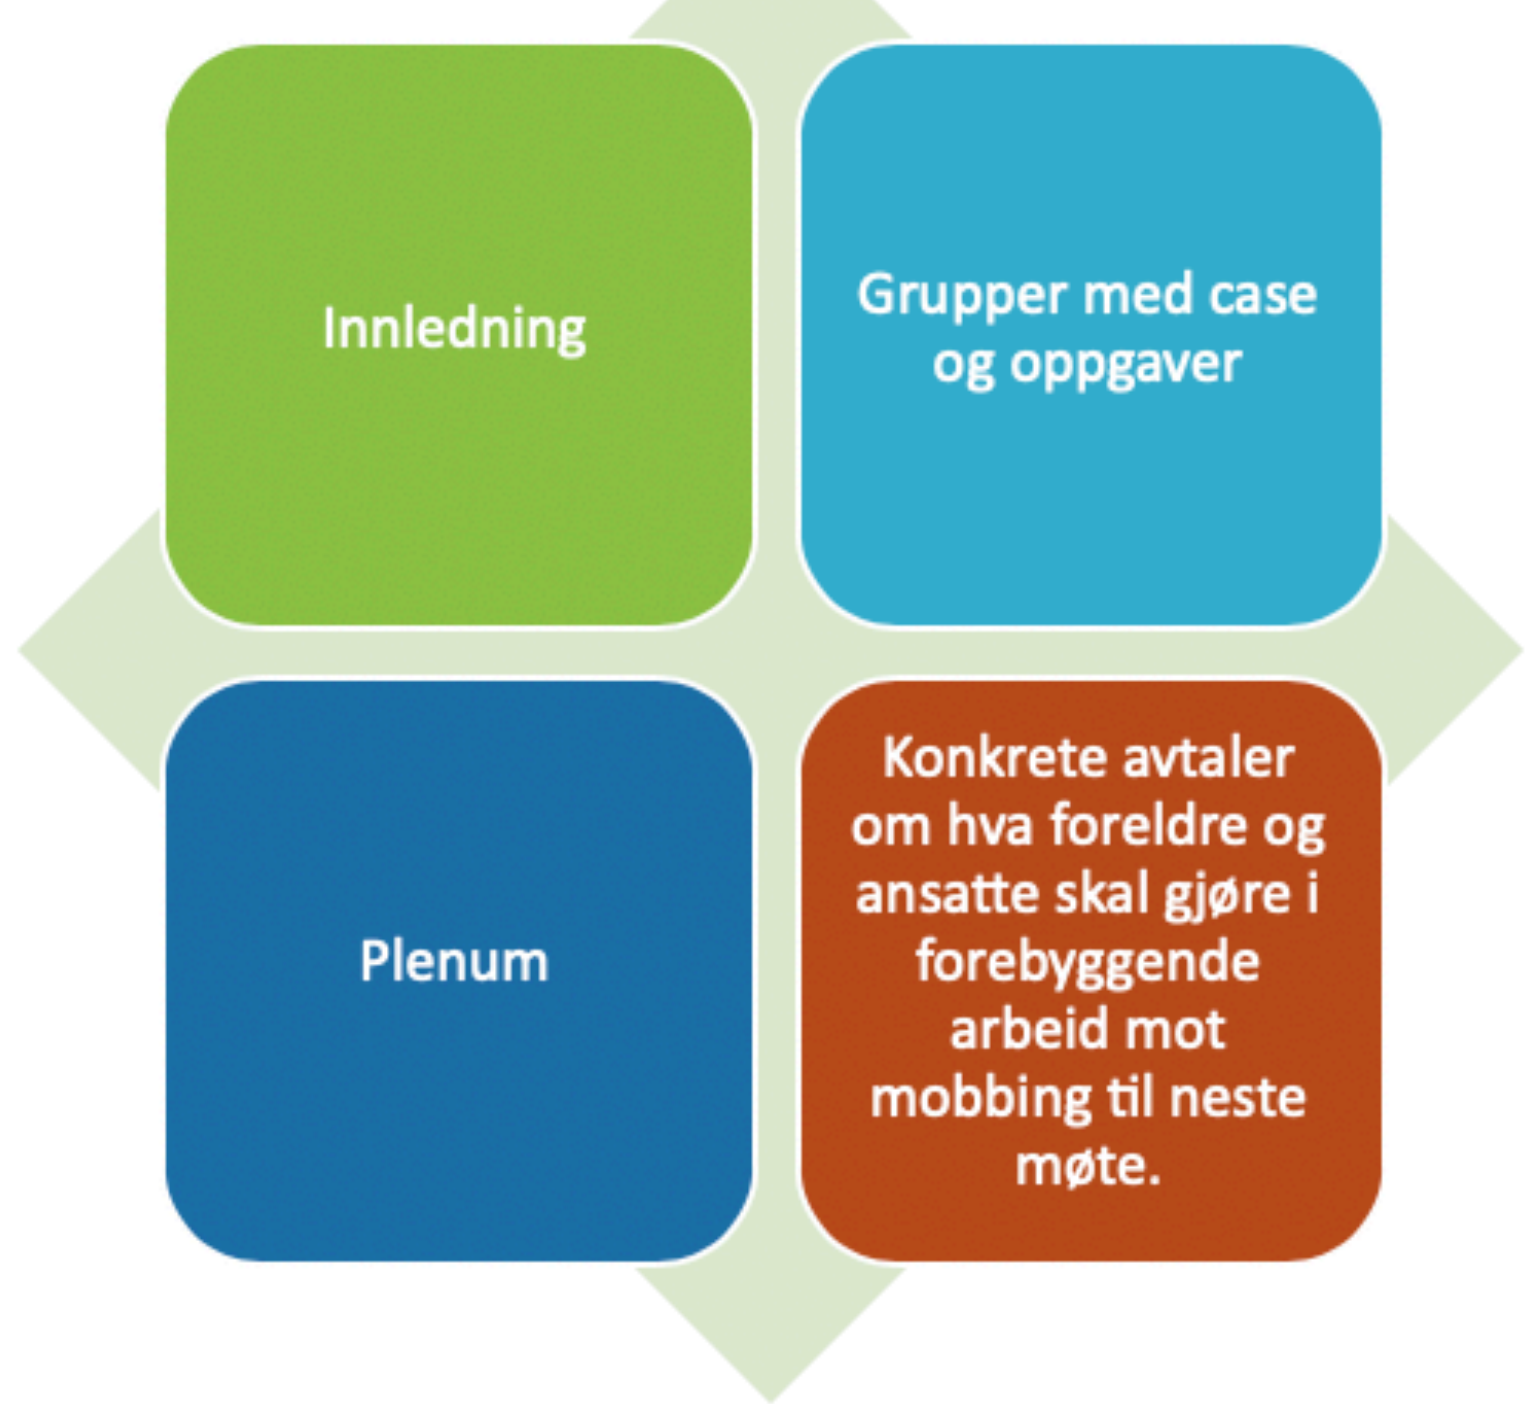 Innledning
Grupper med case
og oppgaver
Plenum
Konkrete avtaler
om hva foreldre og
ansatte skal gjøre i
forebyggende
arbeid mot
mobbing til neste
møte.